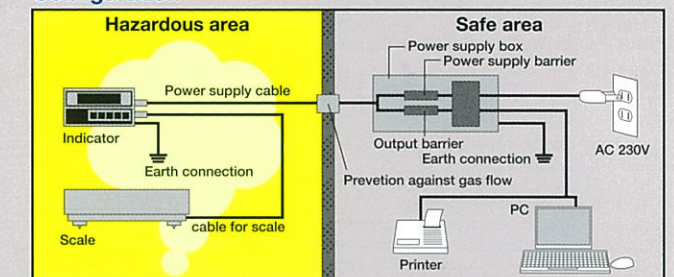 Hazardous area
Safe area
Power supply box
Power supply barrier
Power supply cable
Indicator
Output barrier
Earth connection
AC 230V
Earth connection
Prevetion against gas flow
PC
cable for scale
Scale
Printer